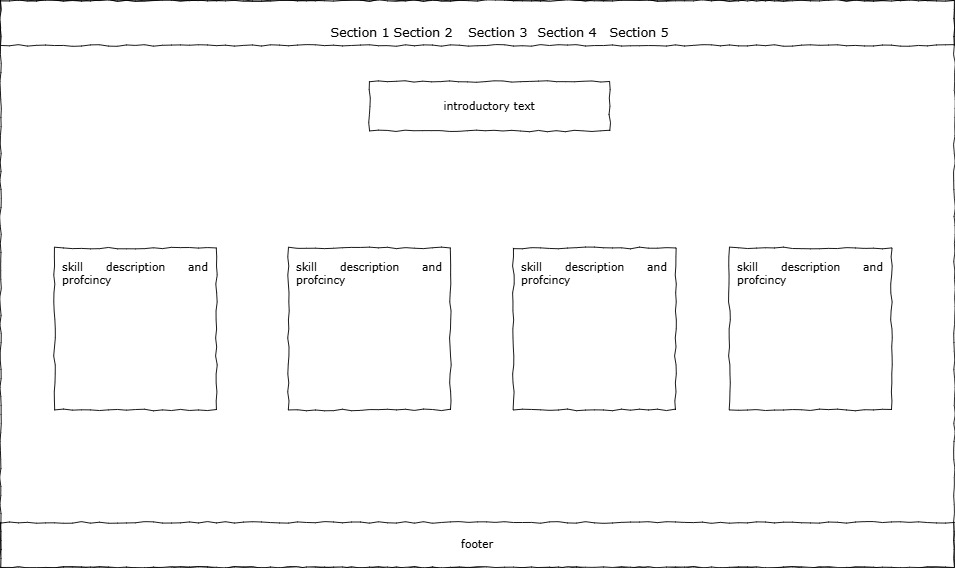 Section 1 Section 2 Section 3 Section 4 Section 5
introductory text
skill description and
profcincy
skill description and
profcincy
skill description and
profcincy
skill description and
profcincy
footer